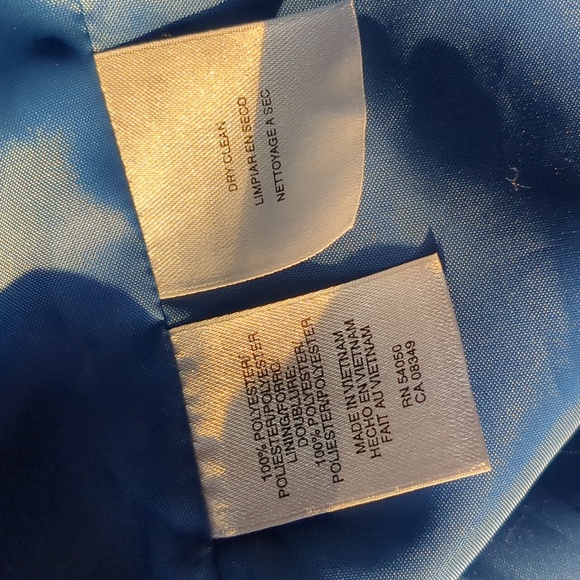 DRY CLEAN
LIMPIAR EN SECO
NETTOYAGE A SEC
100% POLYESTER/
POLIESTER/POLYESTER
LINING/FORRO/
DOUBLURE:
100% POLYESTER
POLIESTER/POLYESTER
MADE IN VIETNAM
HECHO EN VIETNAM
FAIT AU VIETNAM
RN 54050
CA 08349